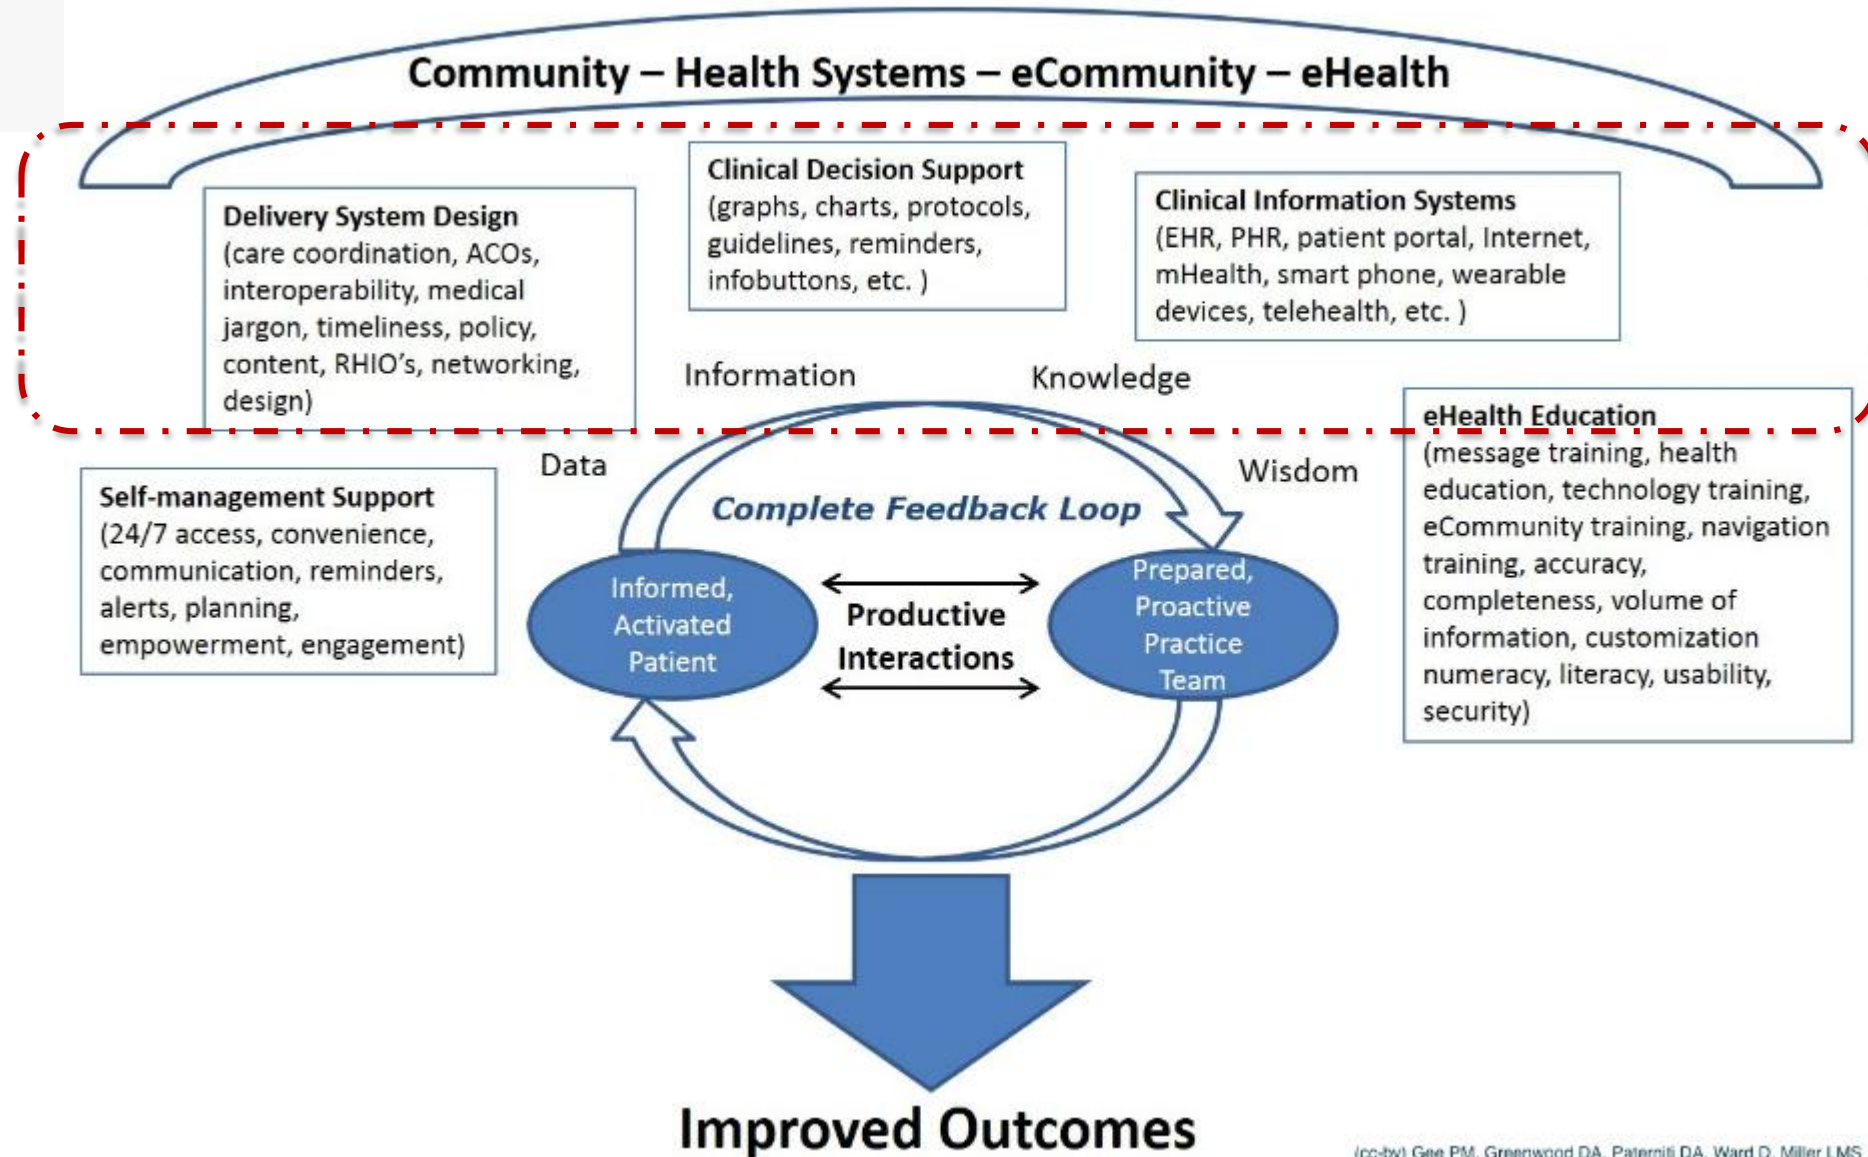 Community – Health Systems – eCommunity – eHealth
Delivery System Design
(care coordination, ACOs,
interoperability, medical
jargon, timeliness, policy,
content, RHIO's, networking,
design)
Clinical Decision Support
(graphs, charts, protocols,
guidelines, reminders,
infobuttons, etc. )
Clinical Information Systems
(EHR, PHR, patient portal, Internet,
mHealth, smart phone, wearable
devices, telehealth, etc. )
Information
Knowledge
Data
Wisdom
Self-management Support
(24/7 access, convenience,
communication, reminders,
alerts, planning,
empowerment, engagement)
Complete Feedback Loop
Informed,
Activated
Patient
Productive
Interactions
Prepared,
Proactive
Practice
Team
eHealth Education
(message training, health
education, technology training,
eCommunity training, navigation
training, accuracy,
completeness, volume of
information, customization
numeracy, literacy, usability,
security)
Improved Outcomes
(cc-by) Gee PM, Greenwood DA, Paterniti DA, Ward D, Miller LMS